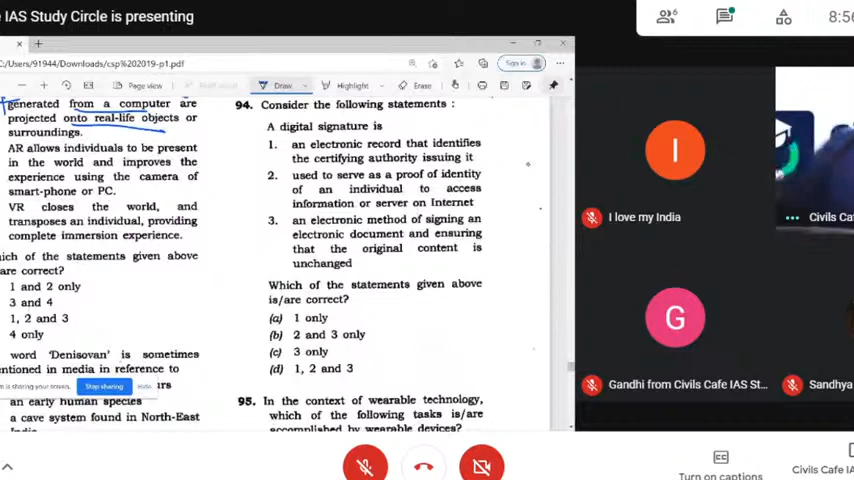 IAS Study Circle is presenting
8:56
C:/Users/91944/Downloads/csp%202019-p1.pdf
Sign in
Page view
Draw
Highlight
Erase
generated from a computer are
projected onto real-life objects or
surroundings.
AR allows individuals to be present
in the world and improves the
experience using the camera of
smart-phone or PC.
VR closes the world, and
transposes an individual, providing
complete immersion experience.
ich of the statements given above
are correct?
1 and 2 only
3 and 4
1, 2 and 3
4 only
word 'Denisovan' is sometimes
entioned in media in reference to
m is sharing your screen.
Stop sharing
Hide
urs
an early human species
a cave system found in North-East
94. Consider the following statements :
A digital signature is
1. an electronic record that identifies
the certifying authority issuing it
2. used to serve as a proof of identity
of an individual to access
information or server on Internet
3. an electronic method of signing an
electronic document and ensuring
that the original content is
unchanged
Which of the statements given above
is/are correct?
(a) 1 only
(b) 2 and 3 only
(c) 3 only
(d) 1, 2 and 3
95. In the context of wearable technology,
which of the following tasks is/are
accomplished by wearable devices?
I
I love my India
Civils Caf
G
Gandhi from Civils Cafe IAS St...
Sandhya
Turn on captions
Civils Cafe IA